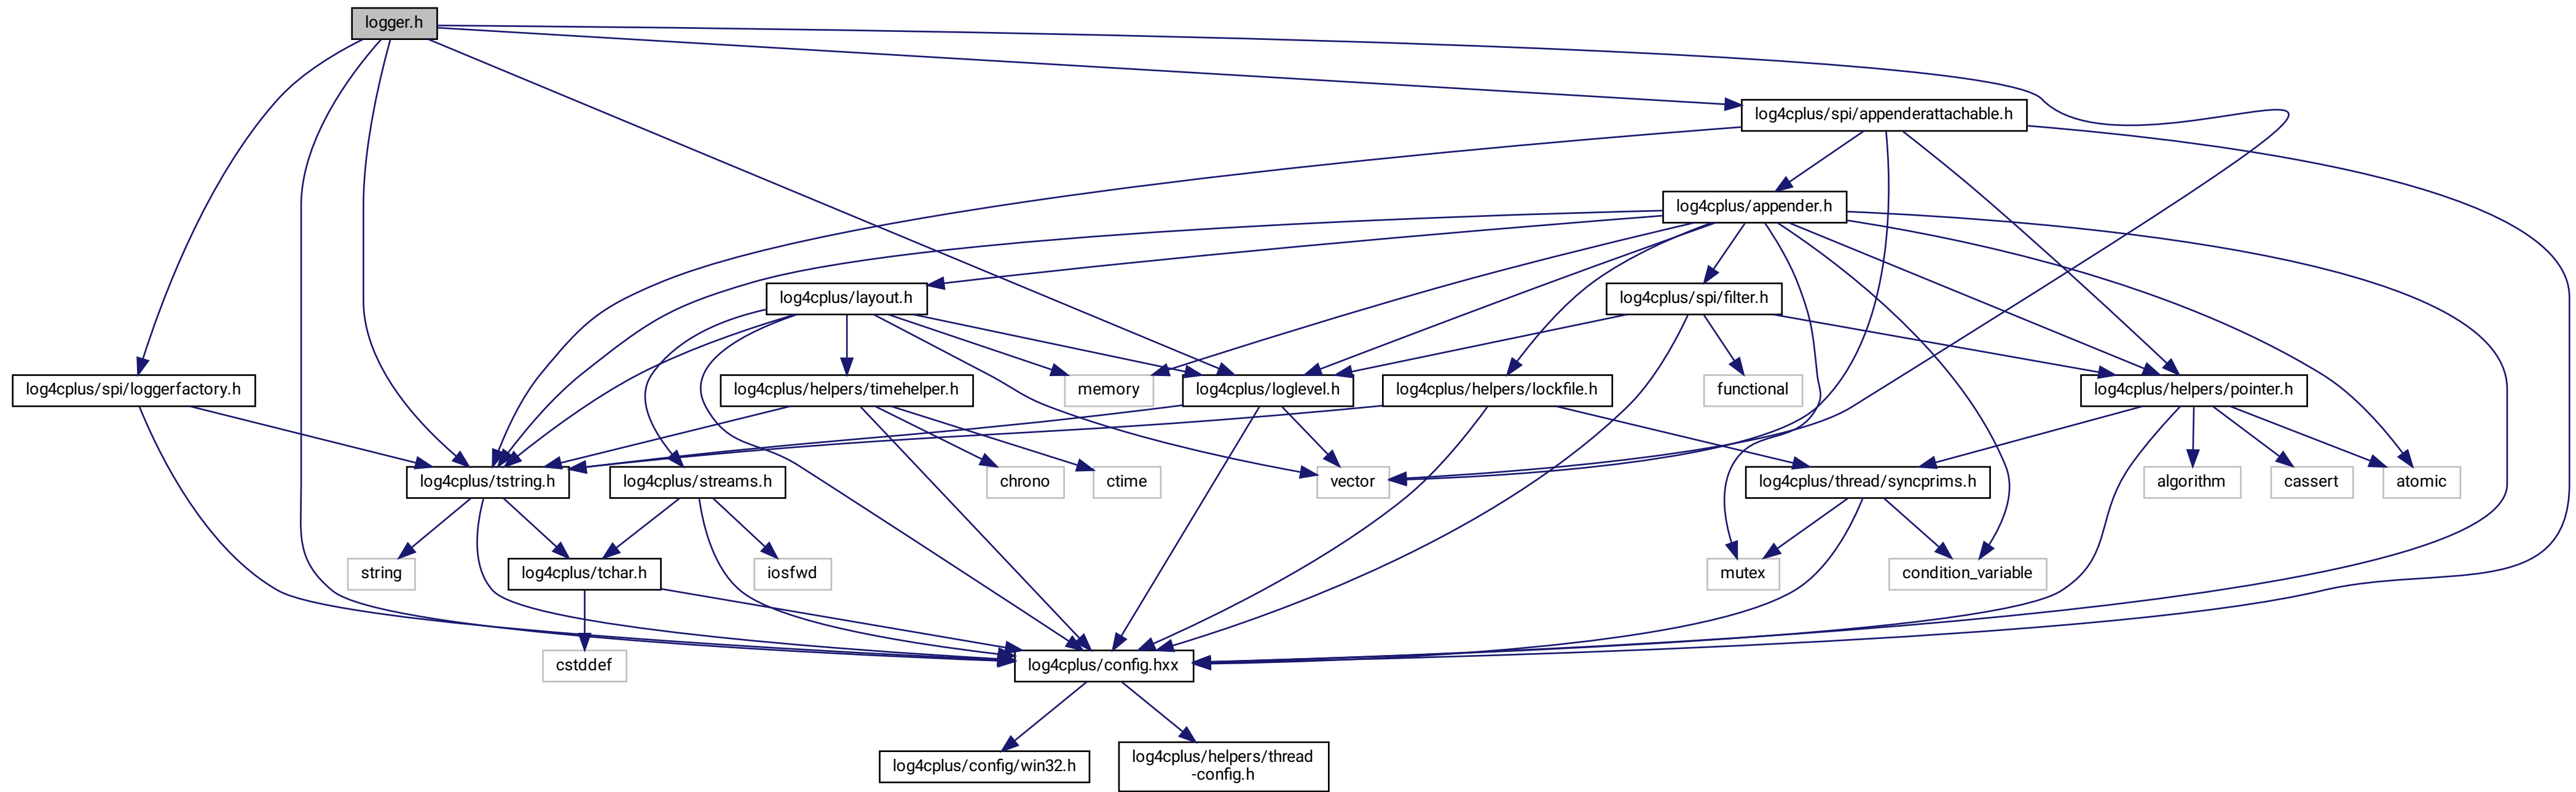 logger.h
log4cplus/spi/appenderattachable.h
log4cplus/appender.h
log4cplus/layout.h
log4cplus/spi/filter.h
log4cplus/spi/loggerfactory.h
log4cplus/helpers/timehelper.h
memory
log4cplus/loglevel.h
log4cplus/helpers/lockfile.h
functional
log4cplus/helpers/pointer.h
log4cplus/tstring.h
log4cplus/streams.h
chrono
ctime
vector
log4cplus/thread/syncprims.h
algorithm
cassert
atomic
string
log4cplus/tchar.h
iosfwd
mutex
condition_variable
cstddef
log4cplus/config.hxx
log4cplus/config/win32.h
log4cplus/helpers/thread
-config.h